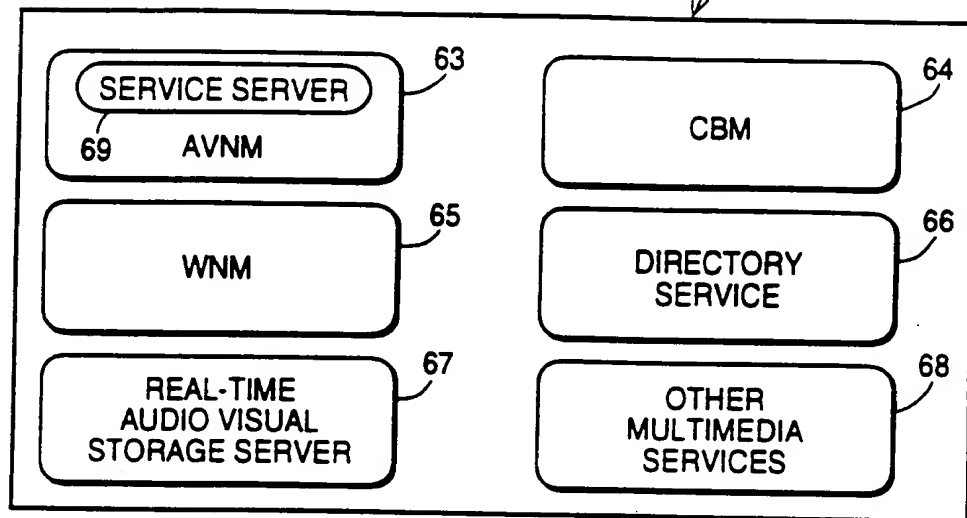 SERVICE SERVER
63
69
AVNM
CBM
64
WNM
65
DIRECTORY
SERVICE
66
REAL-TIME
AUDIO VISUAL
STORAGE SERVER
67
OTHER
MULTIMEDIA
SERVICES
68